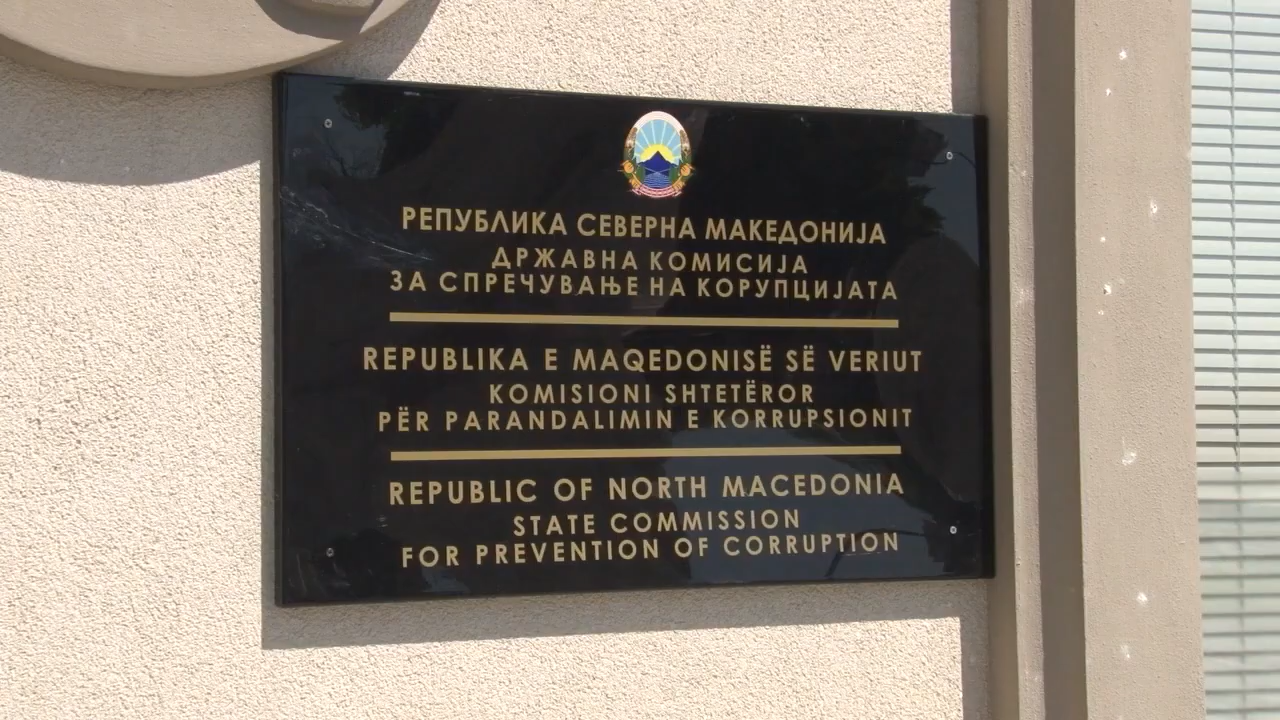 РЕПУБЛИКА СЕВЕРНА МАКЕДОНИЈА
ДРЖАВНА КОМИСИЈА
ЗА СПРЕЧУВАЊЕ НА КОРУПЦИЈАТА
REPUBLIKA E MAQEDONISË SË VERIUT
KOMISIONI SHTETËROR
PËR PARANDALIMIN E KORRUPSIONIT
REPUBLIC OF NORTH MACEDONIA
STATE COMMISSION
FOR PREVENTION OF CORRUPTION